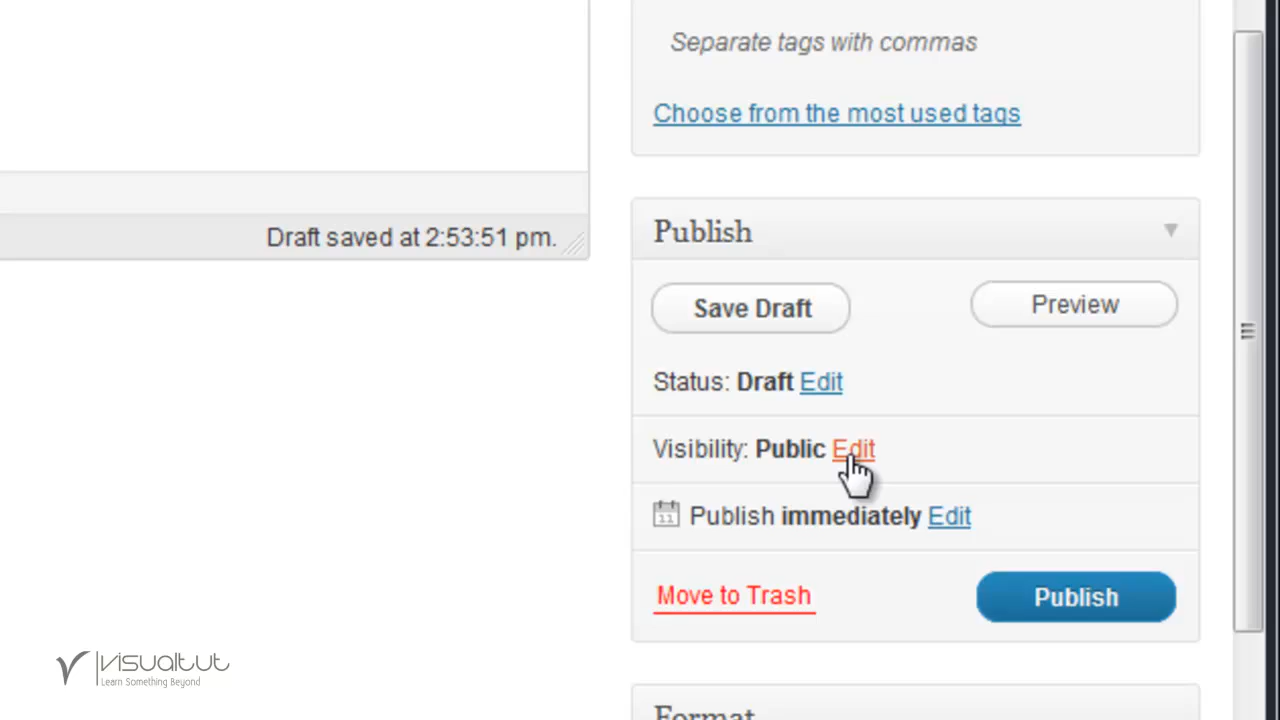 Separate tags with commas
Choose from the most used tags
Draft saved at 2:53:51 pm.
Publish
Save Draft
Preview
Status: Draft Edit
Visibility: Public Edit
11 Publish immediately Edit
Move to Trash
Publish
Format
V|visualtut
Learn Something Beyond